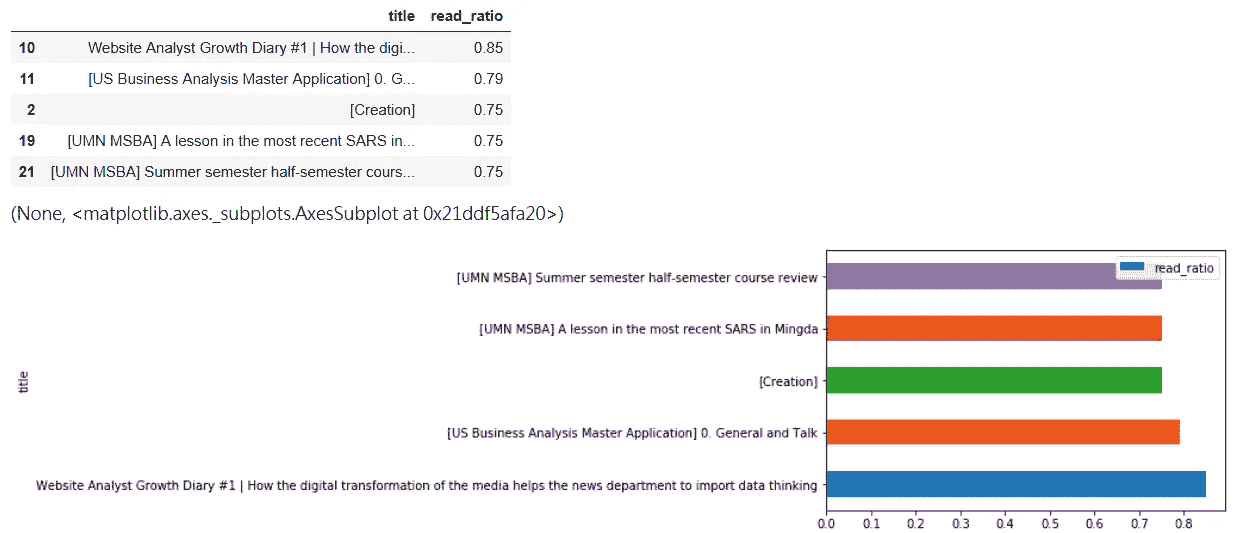 title read_ratio
10 Website Analyst Growth Diary #1 | How the digi... 0.85
11 [US Business Analysis Master Application] 0. G... 0.79
2 [Creation] 0.75
19 [UMN MSBA] A lesson in the most recent SARS in... 0.75
21 [UMN MSBA] Summer semester half-semester cours... 0.75
(None, <matplotlib.axes._subplots.AxesSubplot at 0x21ddf5afa20>)
read_ratio
[UMN MSBA] Summer semester half-semester course review
[UMN MSBA] A lesson in the most recent SARS in Mingda
title
[Creation]
[US Business Analysis Master Application] 0. General and Talk
Website Analyst Growth Diary #1 | How the digital transformation of the media helps the news department to import data thinking
0.0 0.1 0.2 0.3 0.4 0.5 0.6 0.7 0.8